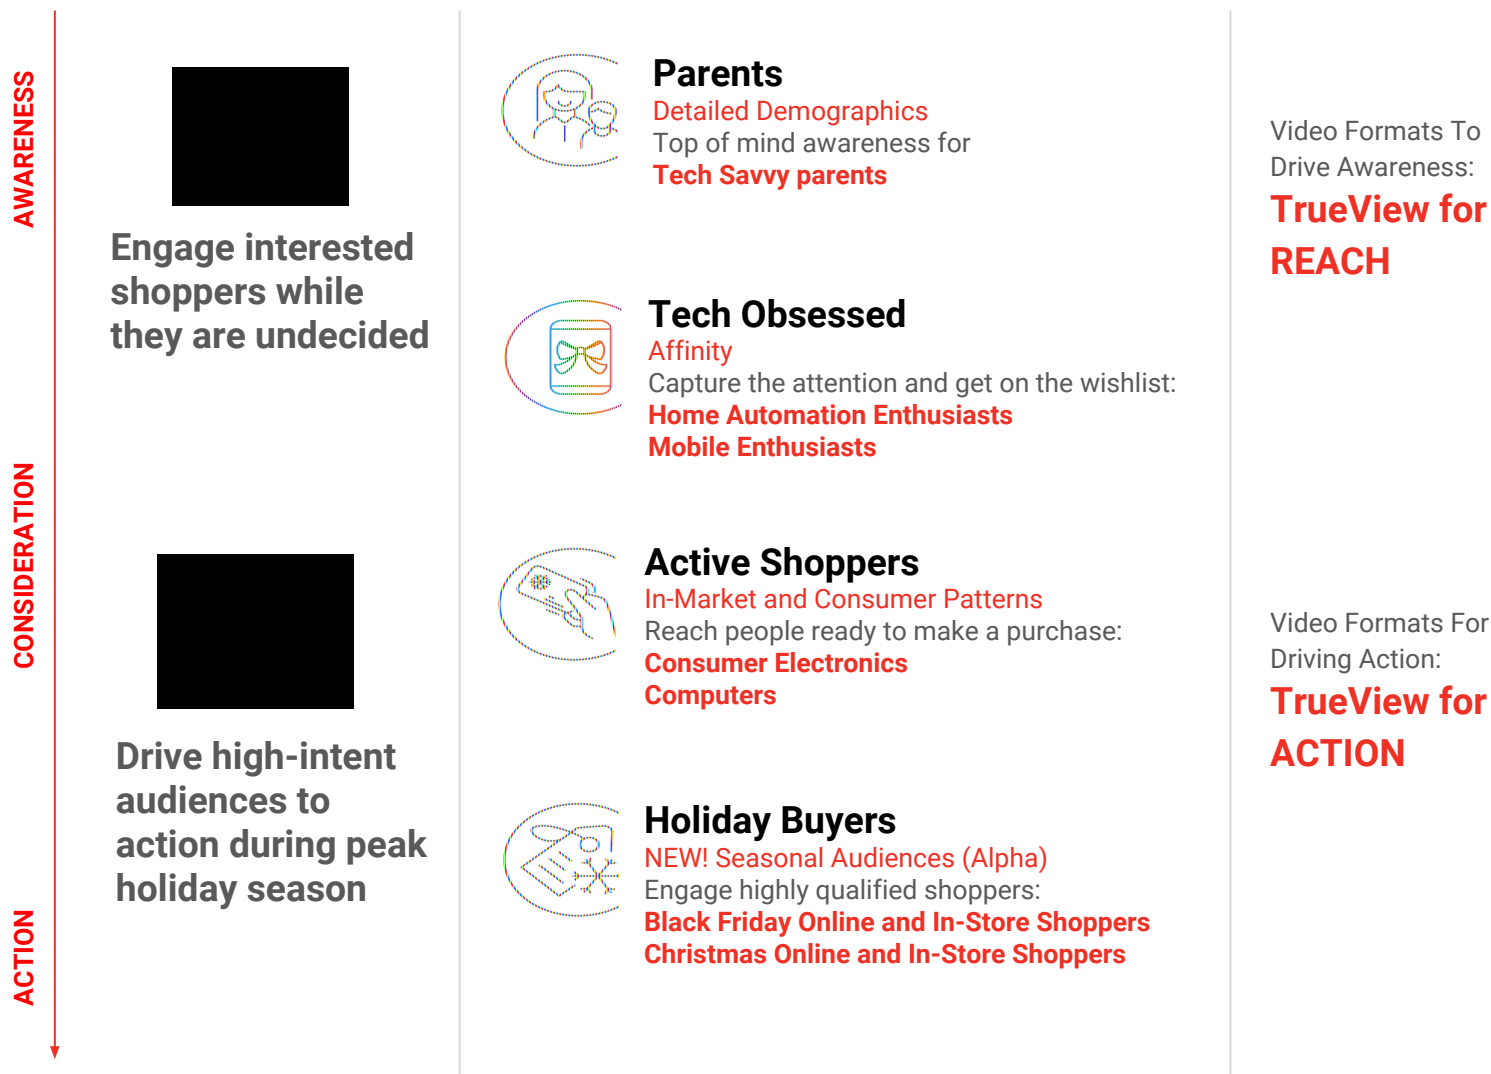 AWARENESS
CONSIDERATION
ACTION
Engage interested
shoppers while
they are undecided
Drive high-intent
audiences to
action during peak
holiday season
Parents
Detailed Demographics
Top of mind awareness for
Tech Savvy parents
Tech Obsessed
Affinity
Capture the attention and get on the wishlist:
Home Automation Enthusiasts
Mobile Enthusiasts
Active Shoppers
In-Market and Consumer Patterns
Reach people ready to make a purchase:
Consumer Electronics
Computers
Holiday Buyers
NEW! Seasonal Audiences (Alpha)
Engage highly qualified shoppers:
Black Friday Online and In-Store Shoppers
Christmas Online and In-Store Shoppers
Video Formats To
Drive Awareness:
TrueView for
REACH
Video Formats For
Driving Action:
TrueView for
ACTION